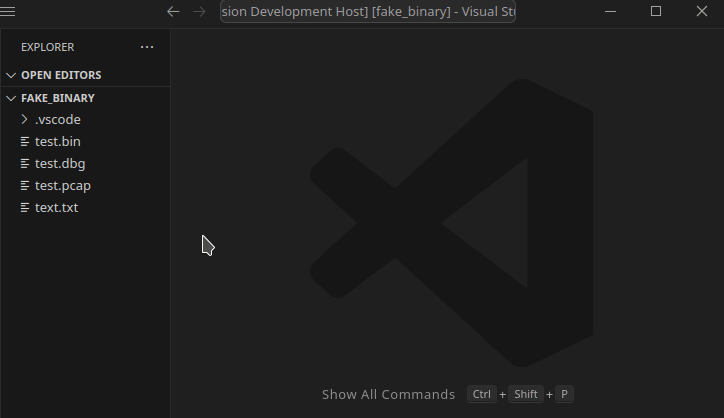 sion Development Host] [fake_binary] - Visual Stu
EXPLORER
OPEN EDITORS
FAKE_BINARY
.vscode
test.bin
test.dbg
test.pcap
text.txt
Show All Commands Ctrl + Shift + P